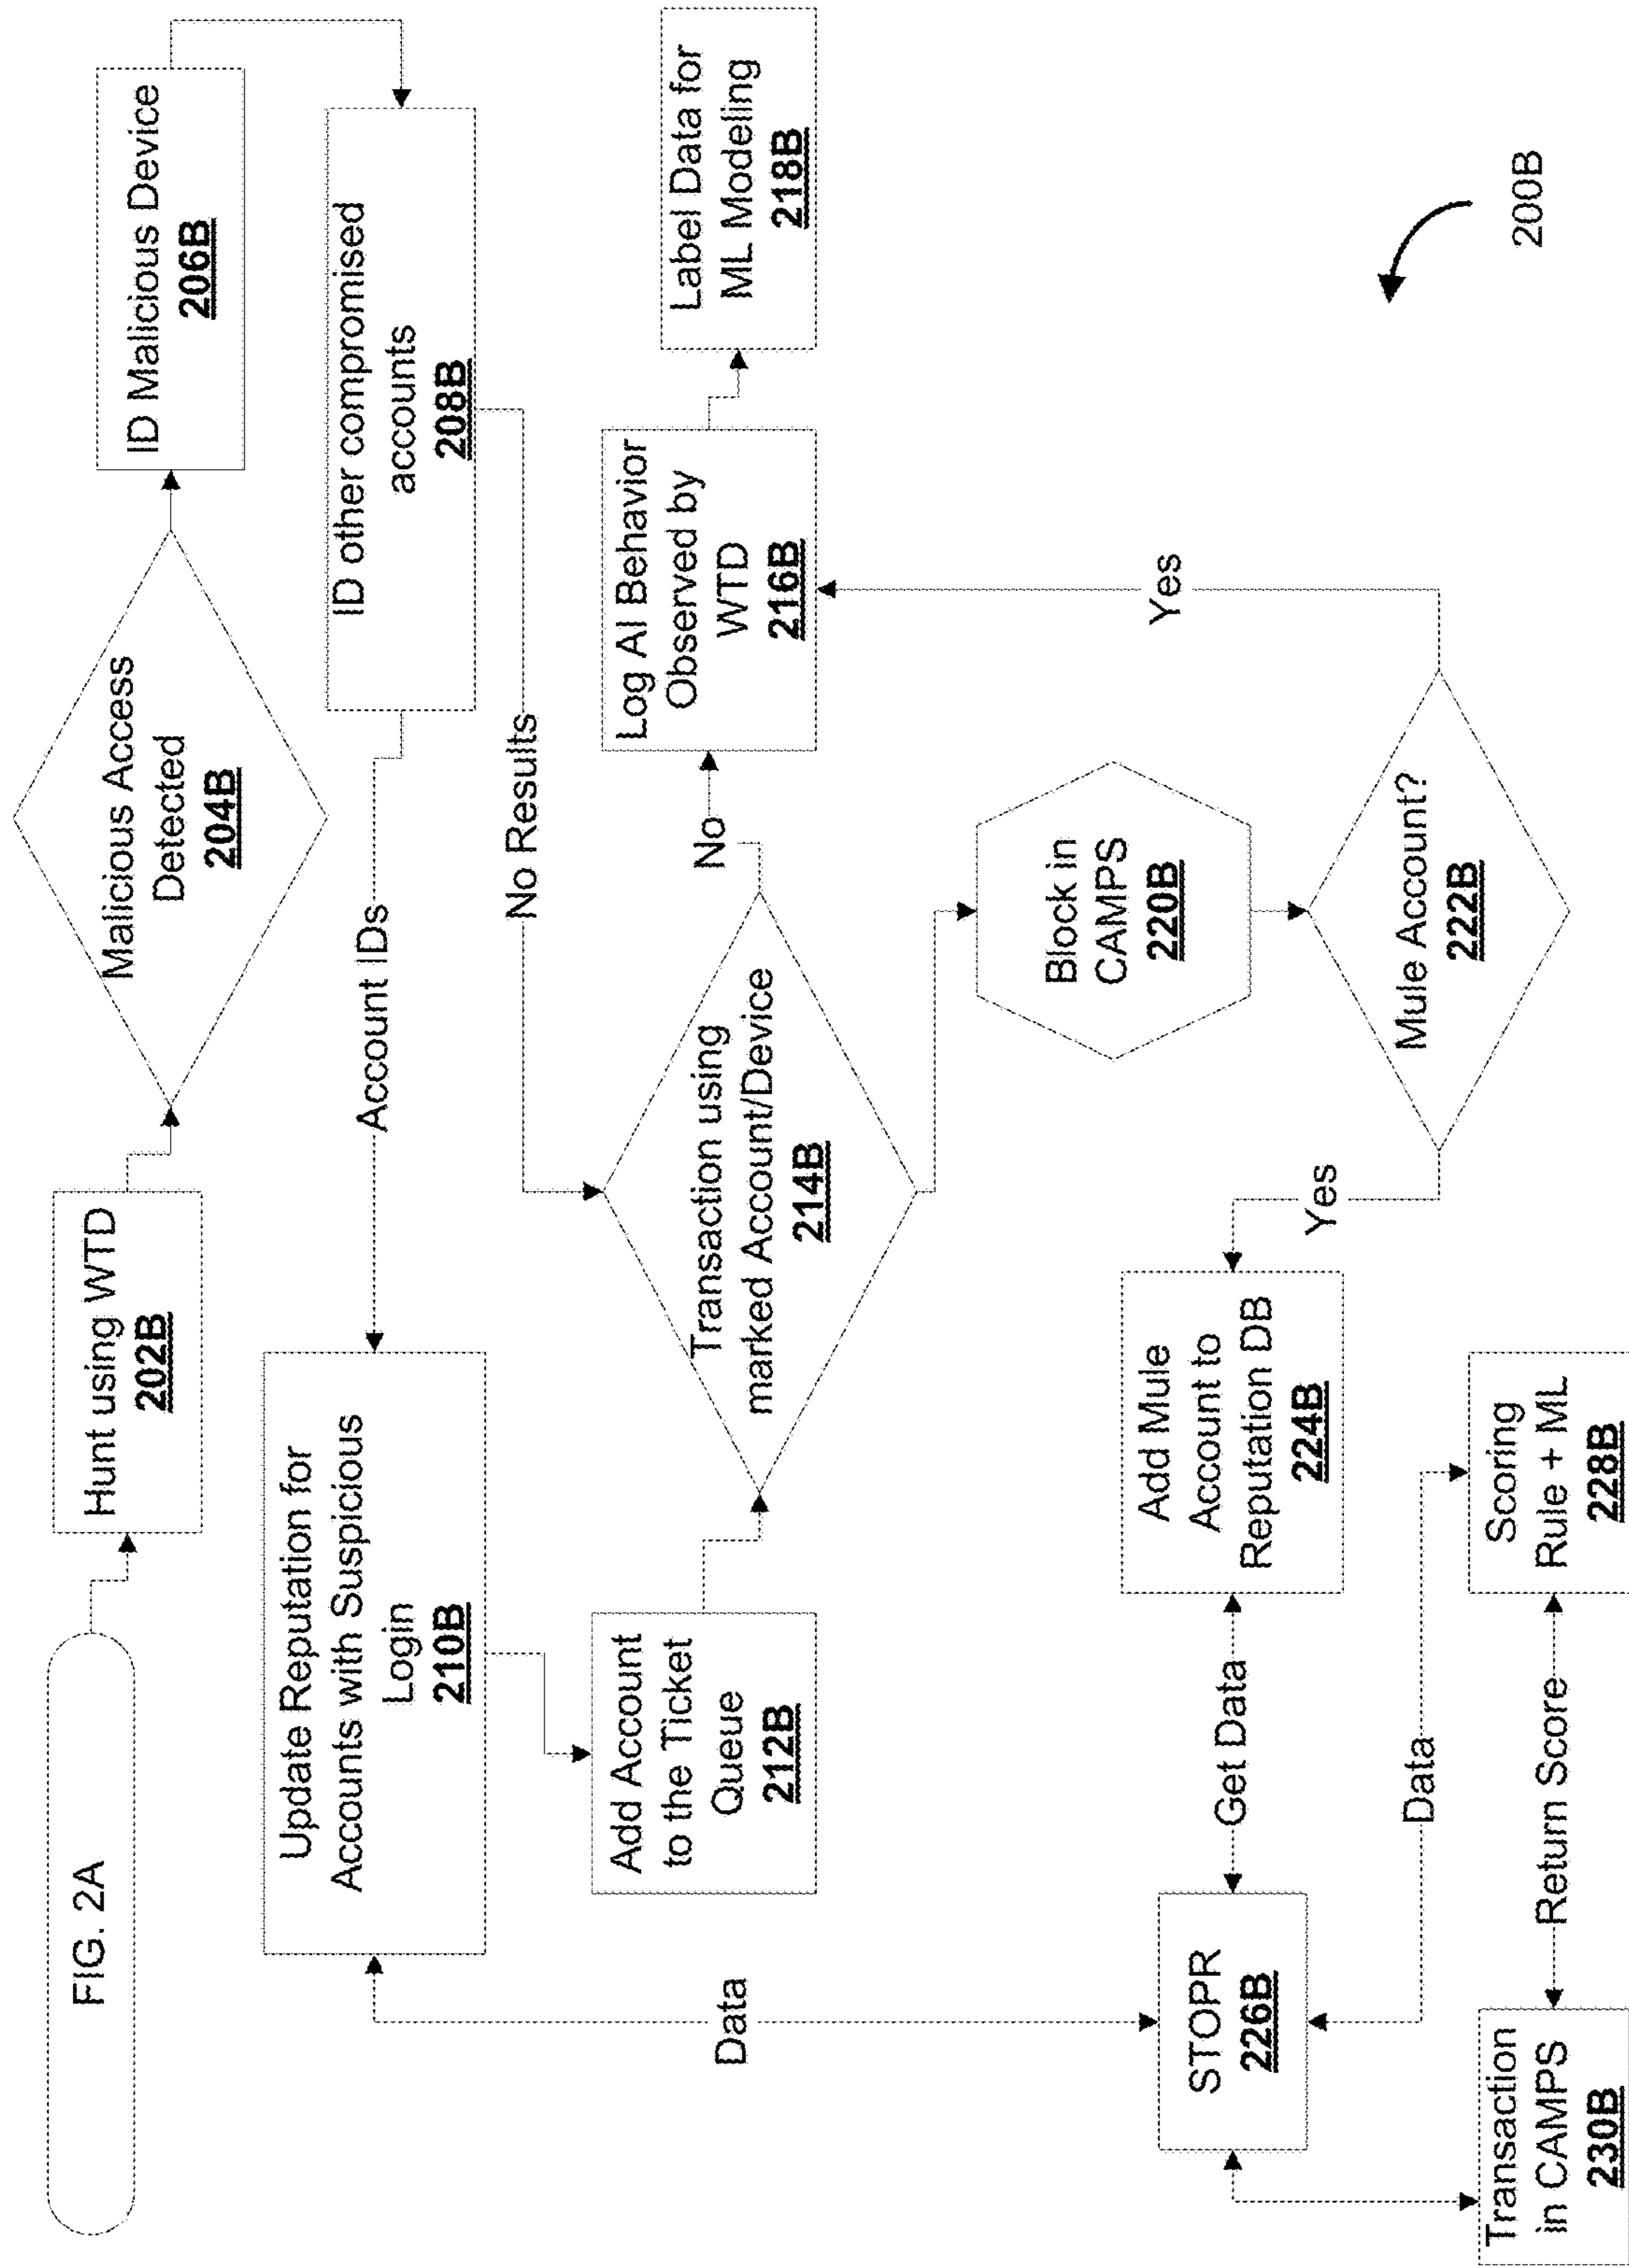 FIG. 2A
Hunt using WTD
202B
Malicious Access
Detected
204B
ID Malicious Device
206B
ID other compromised
accounts
208B
Account IDs
No Results
Update Reputation for
Accounts with Suspicious
Login
210B
Add Account
to the Ticket
Queue
212B
Transaction using
marked Account/Device
214B
No
Log AI Behavior
Observed by
WTD
216B
Label Data for
ML Modeling
218B
Block in
CAMPS
220B
Mule Account?
222B
Yes
Yes
Add Mule
Account to
Reputation DB
224B
Get Data
Data
STOPR
226B
Data
Scoring
Rule + ML
228B
Return Score
Transaction
in CAMPS
230B
200B